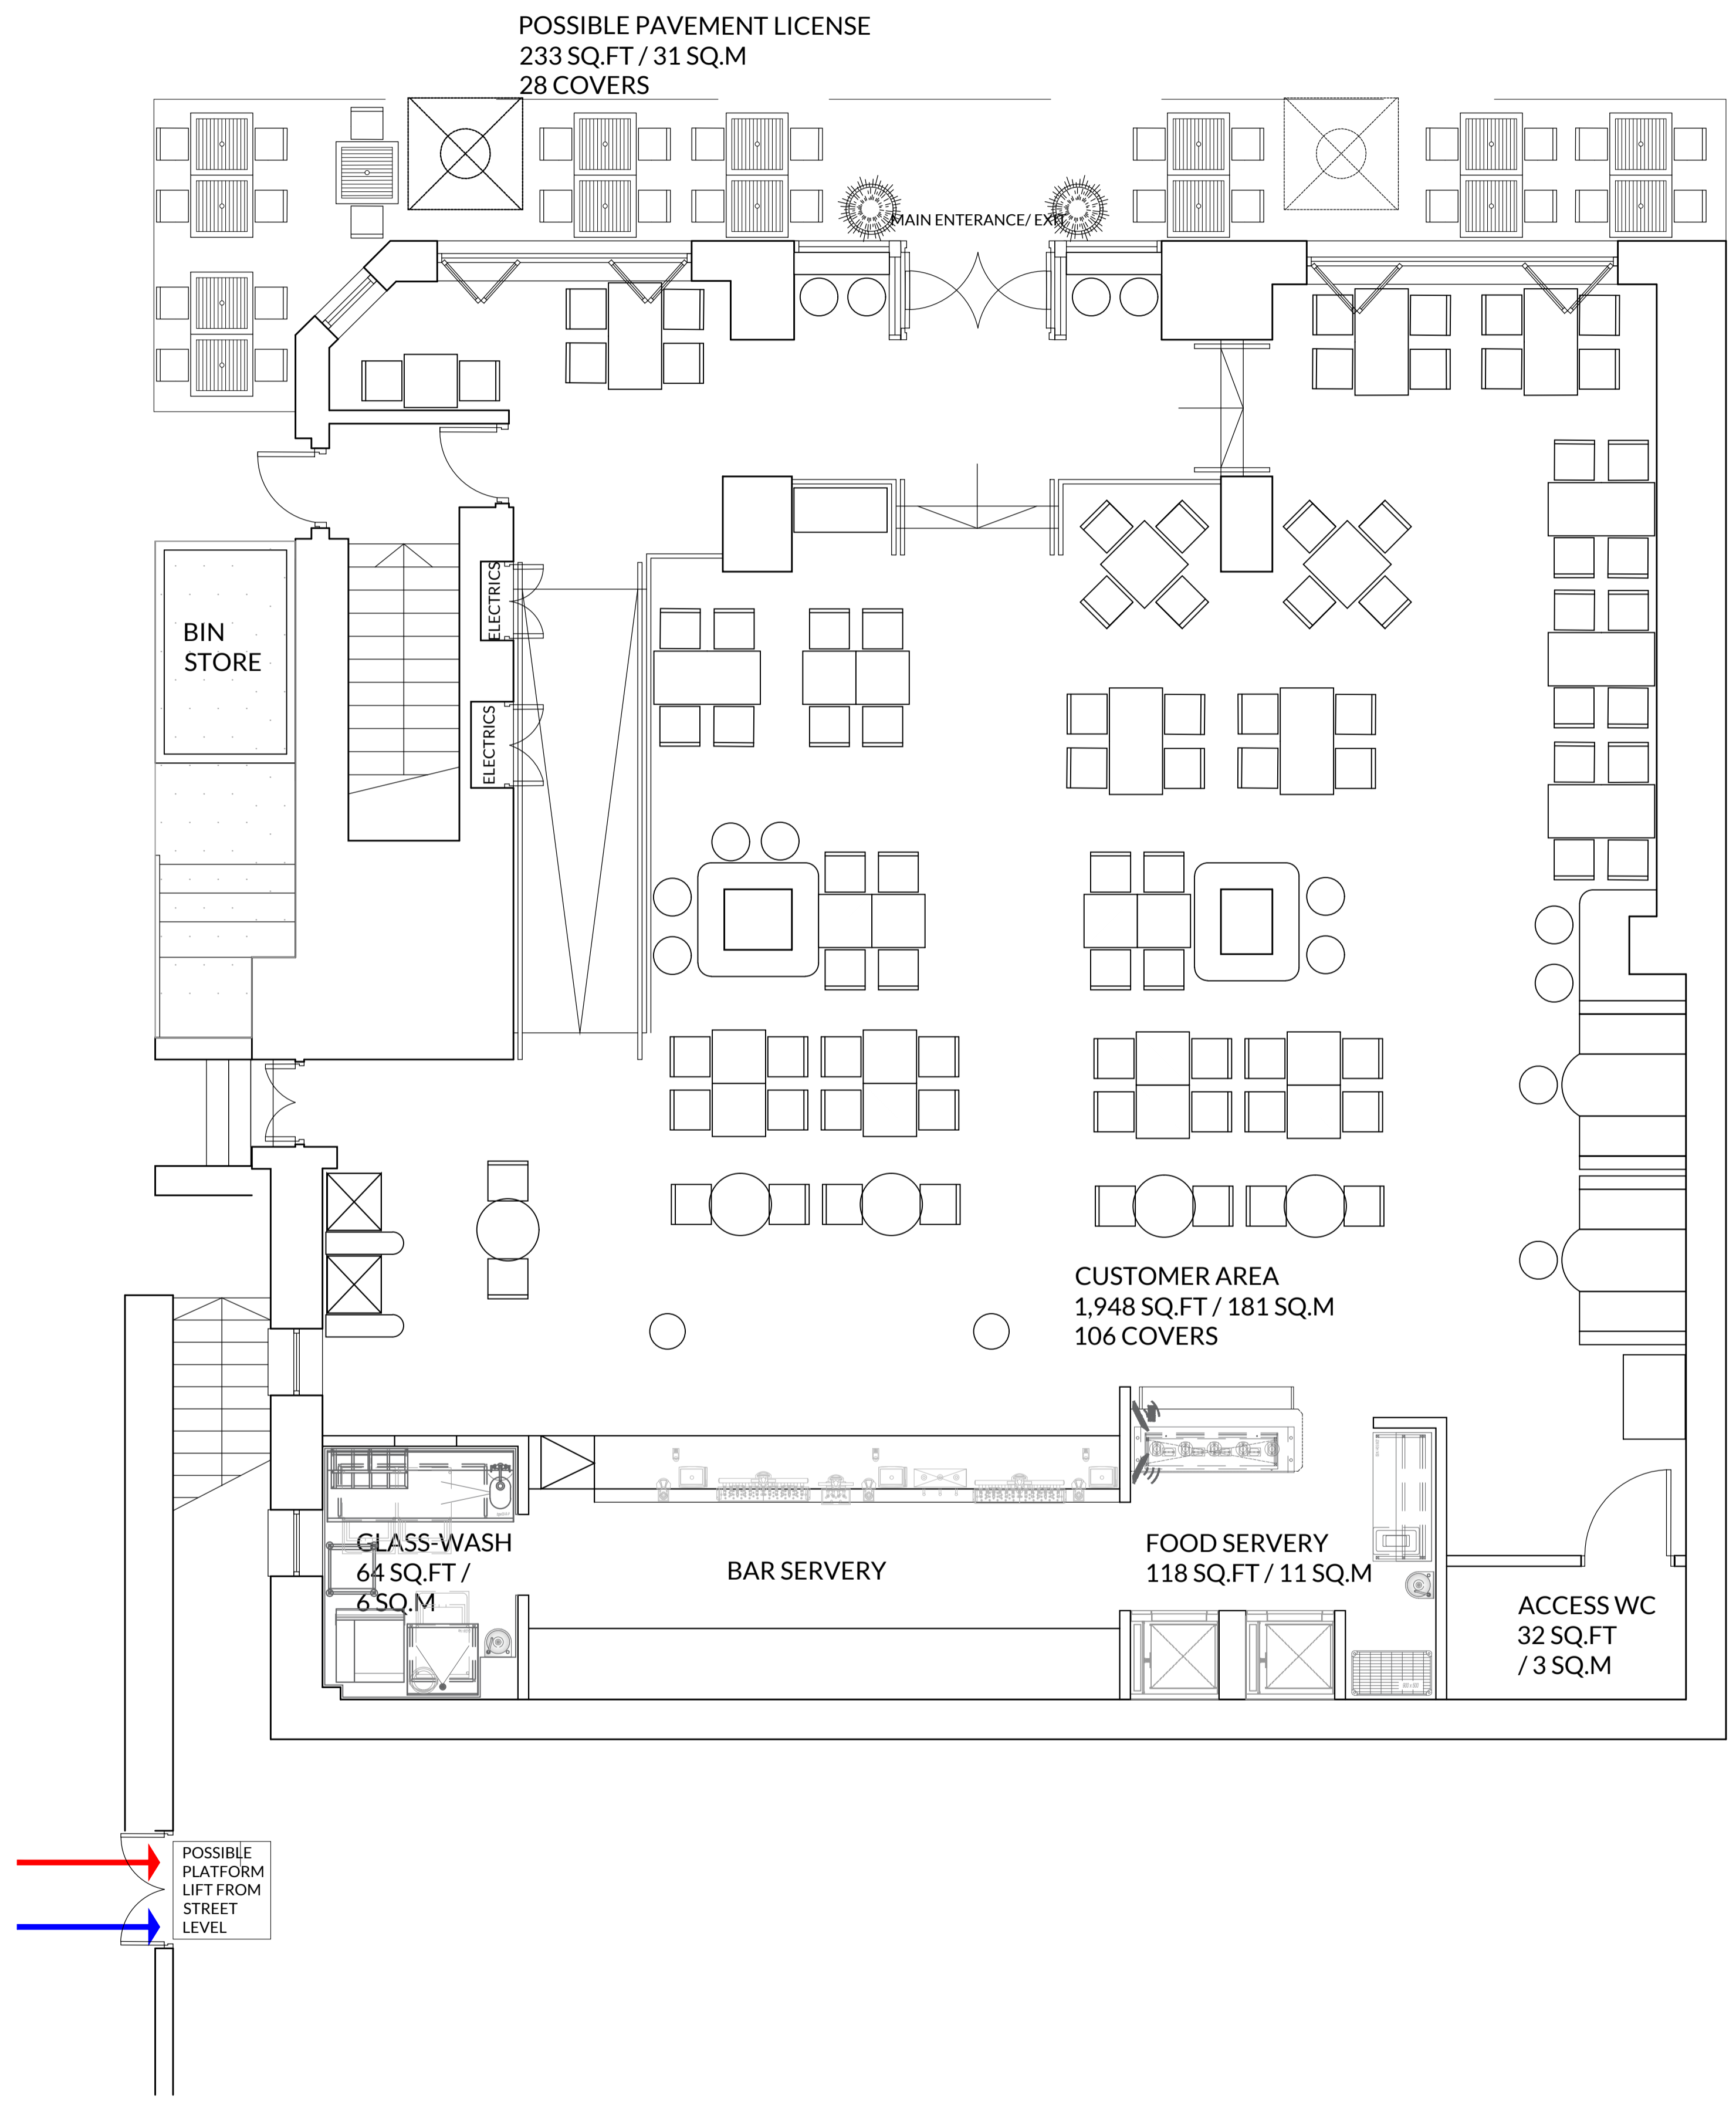 POSSIBLE PAVEMENT LICENSE
233 SQ.FT / 31 SQ.M
28 COVERS
MAIN ENTERANCE/ EXIT
ELECTRICS
BIN
STORE
ELECTRICS
CUSTOMER AREA
1,948 SQ.FT / 181 SQ.M
106 COVERS
GLASS-WASH
64 SQ.FT /
6 SQ.M
BAR SERVERY
FOOD SERVERY
118 SQ.FT / 11 SQ.M
ACCESS WC
32 SQ.FT
/ 3 SQ.M
POSSIBLE
PLATFORM
LIFT FROM
STREET
LEVEL